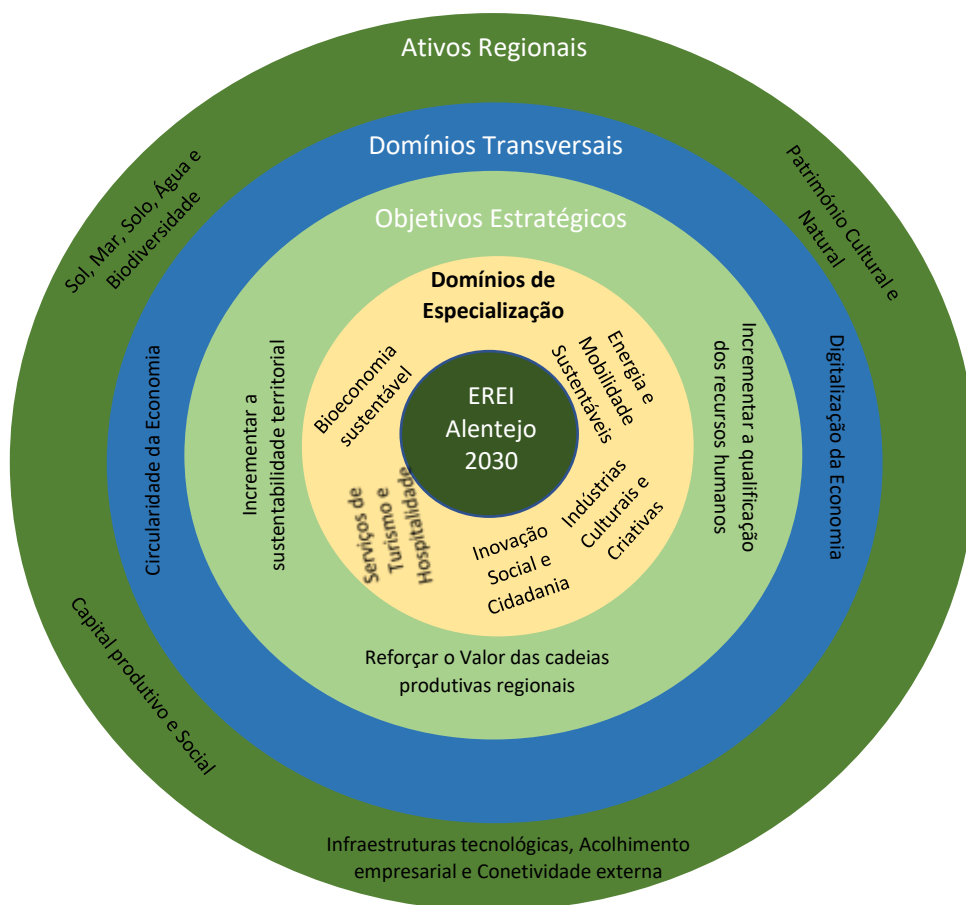 Ativos Regionais
Sol, Mar, Solo, Água e
Biodiversidade
Património Cultural e
Natural
Capital produtivo e Social
Infraestruturas tecnológicas, Acolhimento
empresarial e Conetividade externa
Domínios Transversais
Circularidade da Economia
Digitalização da Economia
Objetivos Estratégicos
Incrementar a
sustentabilidade territorial
Incrementar a qualificação
dos recursos humanos
Reforçar o Valor das cadeias
produtivas regionais
Domínios de
Especialização
Bioeconomia
sustentável
Energia e
Mobilidade
Sustentáveis
Serviços de
Turismo e
Hospitalidade
Inovação
Social e
Cidadania
Indústrias
Culturais e
Criativas
EREI
Alentejo
2030